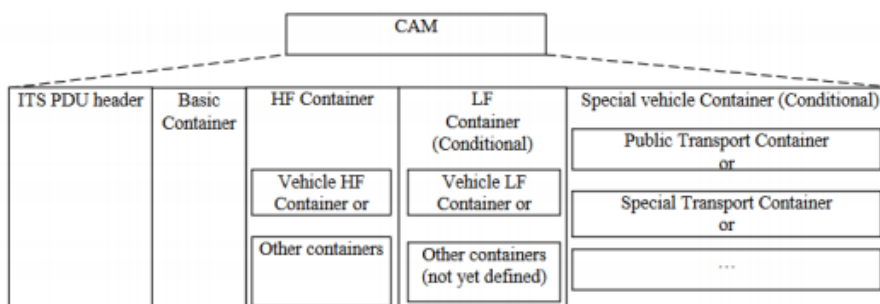 CAM
ITS PDU header
Basic
Container
HF Container
Vehicle HF
Container or
Other containers
LF
Container
(Conditional)
Vehicle LF
Container or
Other containers
(not yet defined)
Special vehicle Container (Conditional)
Public Transport Container
or
Special Transport Container
or
...